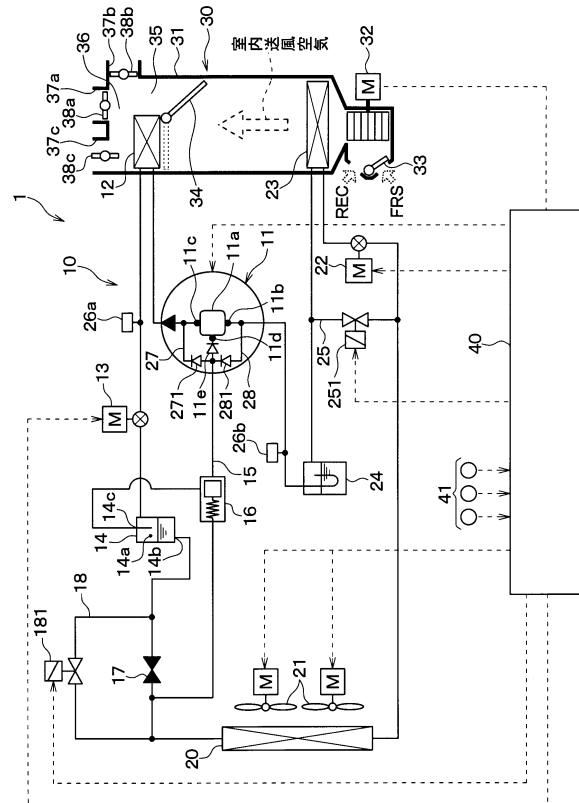 37b
38b
36
35
31
30
37a
38a
37c
38c
室内送風空気
32
M
12
34
23
33
REC
FRS
1
10
11
11c
11a
11b
11d
22
M
26a
27
271
11e
281
28
25
251
40
13
M
26b
15
24
41
14c
14
14a
14b
16
18
181
17
M
21
M
20